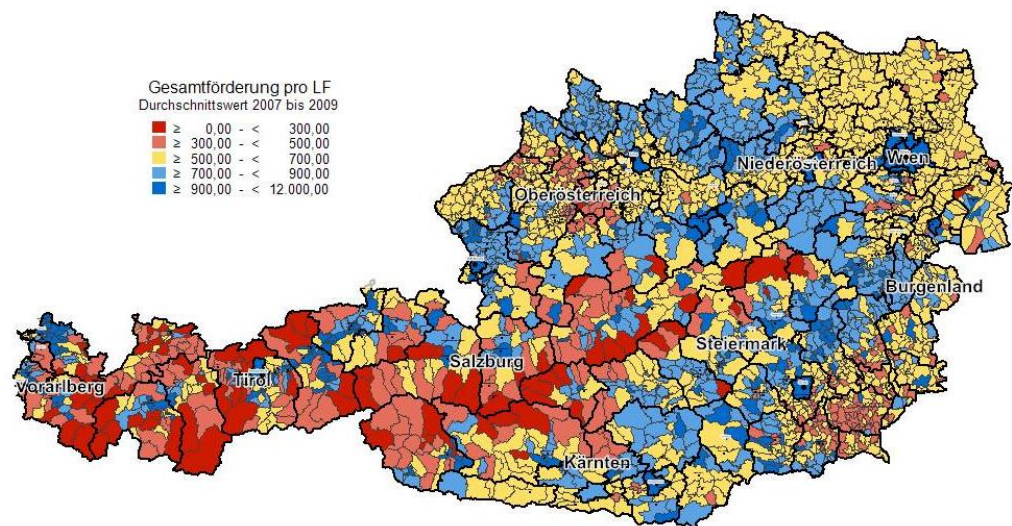 Gesamtförderung pro LF
Durchschnittswert 2007 bis 2009
≥ 0,00 - < 300,00
≥ 300,00 - < 500,00
≥ 500,00 - < 700,00
≥ 700,00 - < 900,00
≥ 900,00 - < 12.000,00
Niederösterreich
Wien
Oberösterreich
Burgenland
Steiermark
Salzburg
Tirol
Vorarlberg
Kärnten